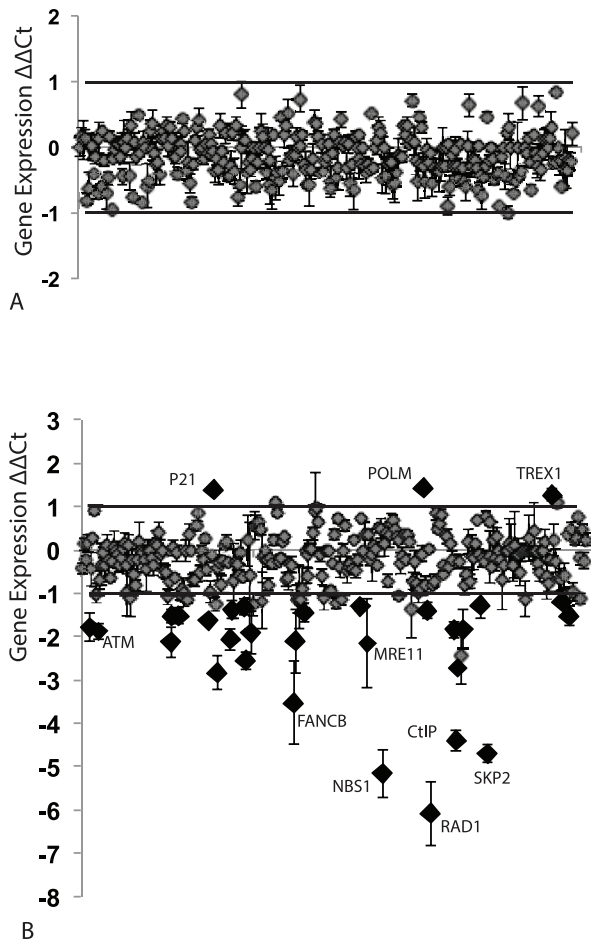 Gene Expression ΔΔCt
2
1
0
-1
-2
A
Gene Expression ΔΔCt
3
2
1
0
-1
-2
-3
-4
-5
-6
-7
-8
P21
POLM
TREX1
ATM
MRE11
FANCB
CtIP
SKP2
NBS1
RAD1
B